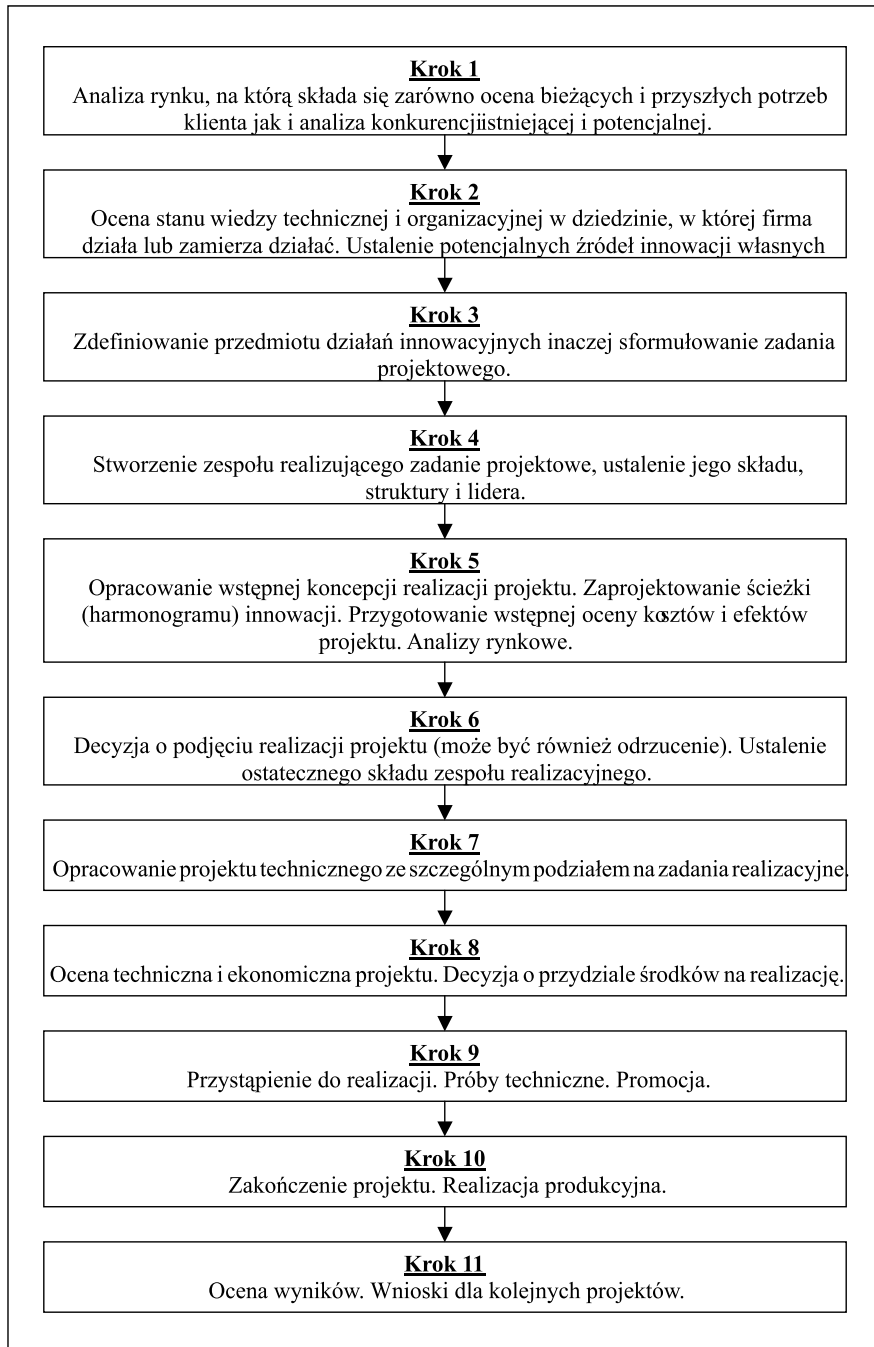 Krok 1
Analiza rynku, na którą składa się zarówno ocena bieżących i przyszłych potrzeb
klienta jak i analiza konkurencji istniejącej i potencjalnej.
Krok 2
Ocena stanu wiedzy technicznej i organizacyjnej w dziedzinie, w której firma
działa lub zamierza działać. Ustalenie potencjalnych źródeł innowacji własnych
Krok 3
Zdefiniowanie przedmiotu działań innowacyjnych inaczej sformułowanie zadania
projektowego.
Krok 4
Stworzenie zespołu realizującego zadanie projektowe, ustalenie jego składu,
struktury i lidera.
Krok 5
Opracowanie wstępnej koncepcji realizacji projektu. Zaprojektowanie ścieżki
(harmonogramu) innowacji. Przygotowanie wstępnej oceny kosztów i efektów
projektu. Analizy rynkowe.
Krok 6
Decyzja o podjęciu realizacji projektu (może być również odrzucenie). Ustalenie
ostatecznego składu zespołu realizacyjnego.
Krok 7
Opracowanie projektu technicznego ze szczególnym podziałem na zadania realizacyjne.
Krok 8
Ocena techniczna i ekonomiczna projektu. Decyzja o przydziale środków na realizację.
Krok 9
Przystąpienie do realizacji. Próby techniczne. Promocja.
Krok 10
Zakończenie projektu. Realizacja produkcyjna.
Krok 11
Ocena wyników. Wnioski dla kolejnych projektów.